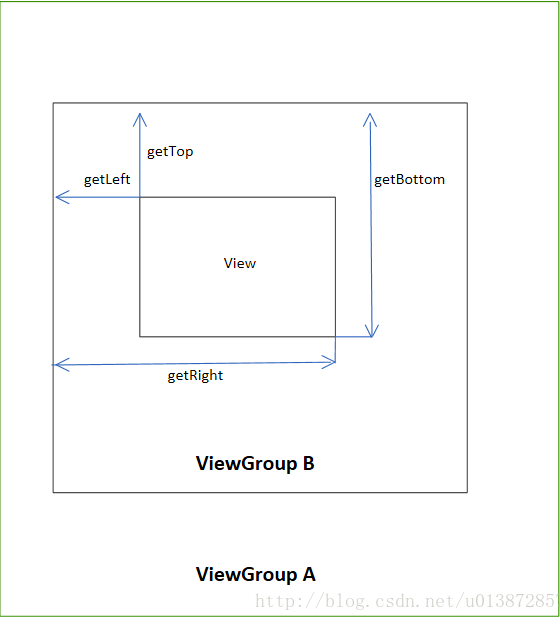 getTop
getLeft
getBottom
View
getRight
ViewGroup B
ViewGroup A
http://blog.csdn.net/u01387285